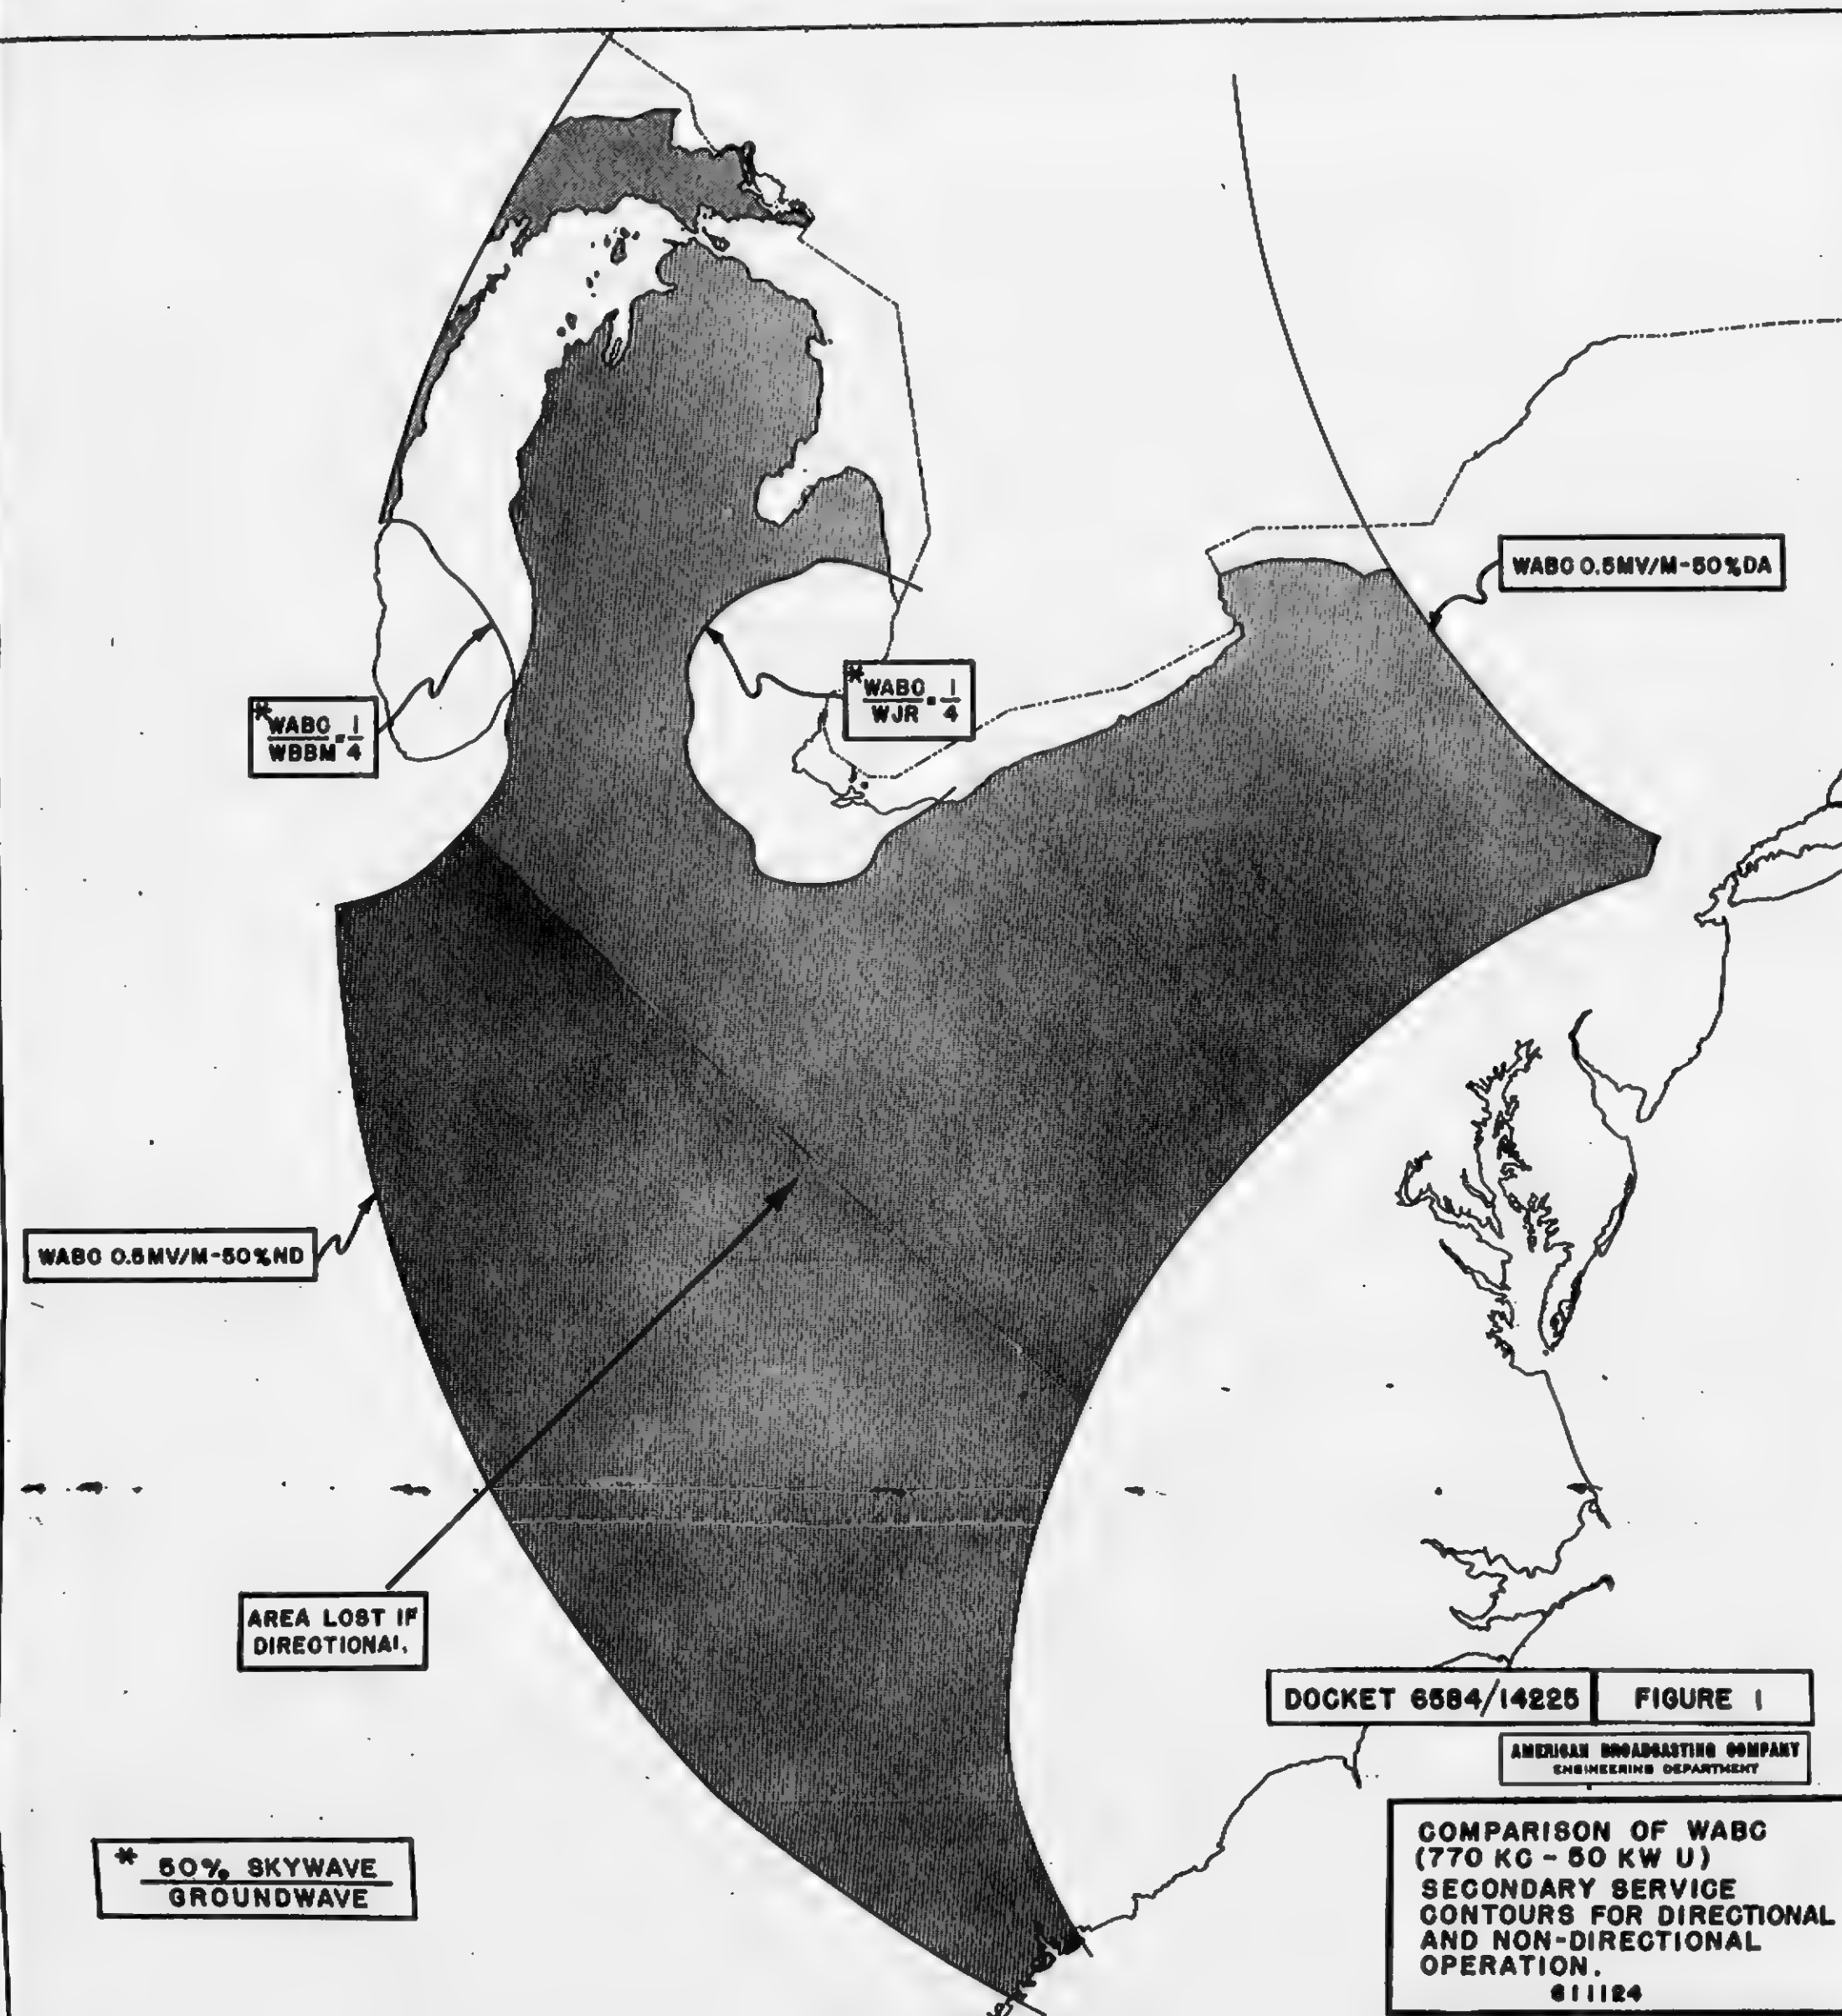 WABC 0.5MV/M-50%DA
* WABC = 1
WJR 4
* WABC = 1
WBBM 4
WABC 0.5MV/M-50%ND
AREA LOST IF
DIRECTIONAL
DOCKET 6584/14225 FIGURE 1
AMERICAN BROADCASTING COMPANY
ENGINEERING DEPARTMENT
* 50% SKYWAVE
GROUNDWAVE
COMPARISON OF WABC
(770 KC - 50 KW U)
SECONDARY SERVICE
CONTOURS FOR DIRECTIONAL
AND NON-DIRECTIONAL
OPERATION.
611124